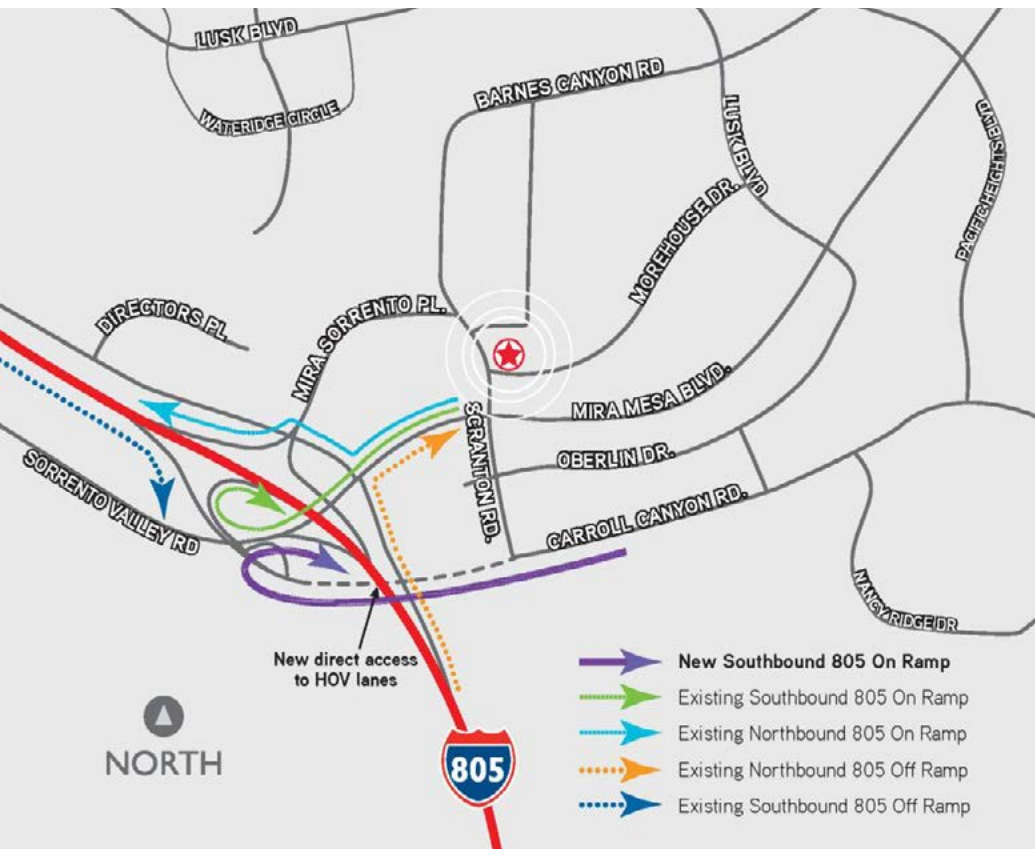 LUSK BLVD
WATERIDGE CIRCLE
BARNES CANYON RD
LUSK BLVD
PACIFIC HEIGHTS BLVD
MOREHOUSE DR.
DIRECTORS PL.
MIRA SORRENTO PL.
MIRA MESA BLVD.
SCRANTON RD.
OBERLIN DR.
SORRENTO VALLEY RD
CARROLL CANYON RD.
NANCY RIDGE DR
New direct access
to HOV lanes
NORTH
805
New Southbound 805 On Ramp
Existing Southbound 805 On Ramp
Existing Northbound 805 On Ramp
Existing Northbound 805 Off Ramp
Existing Southbound 805 Off Ramp